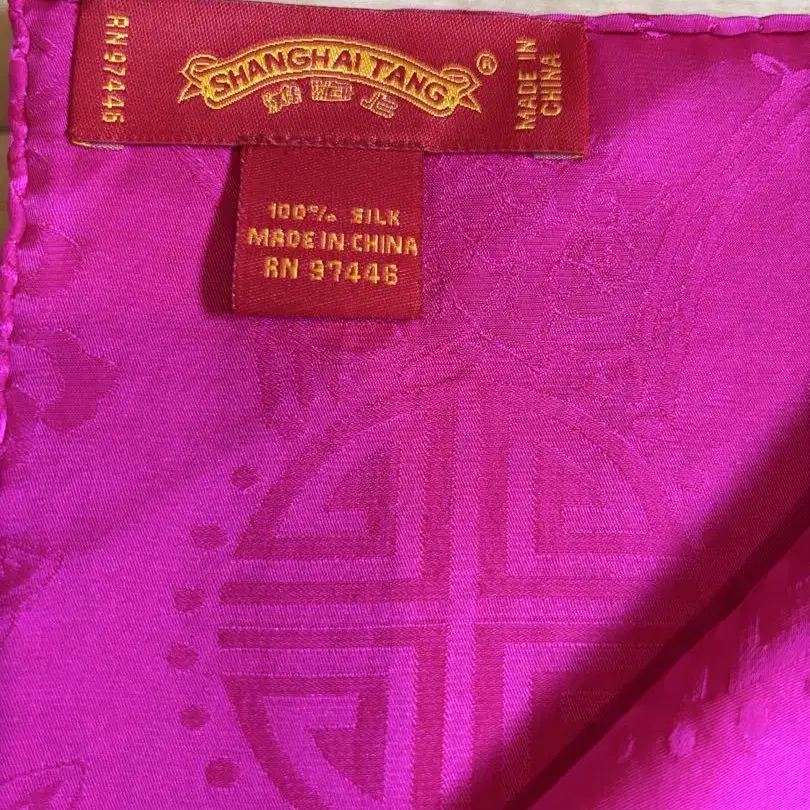 RN 97446
SHANGHAI TANG ®
MADE IN
CHINA
100% SILK
MADE IN CHINA
RN 97446